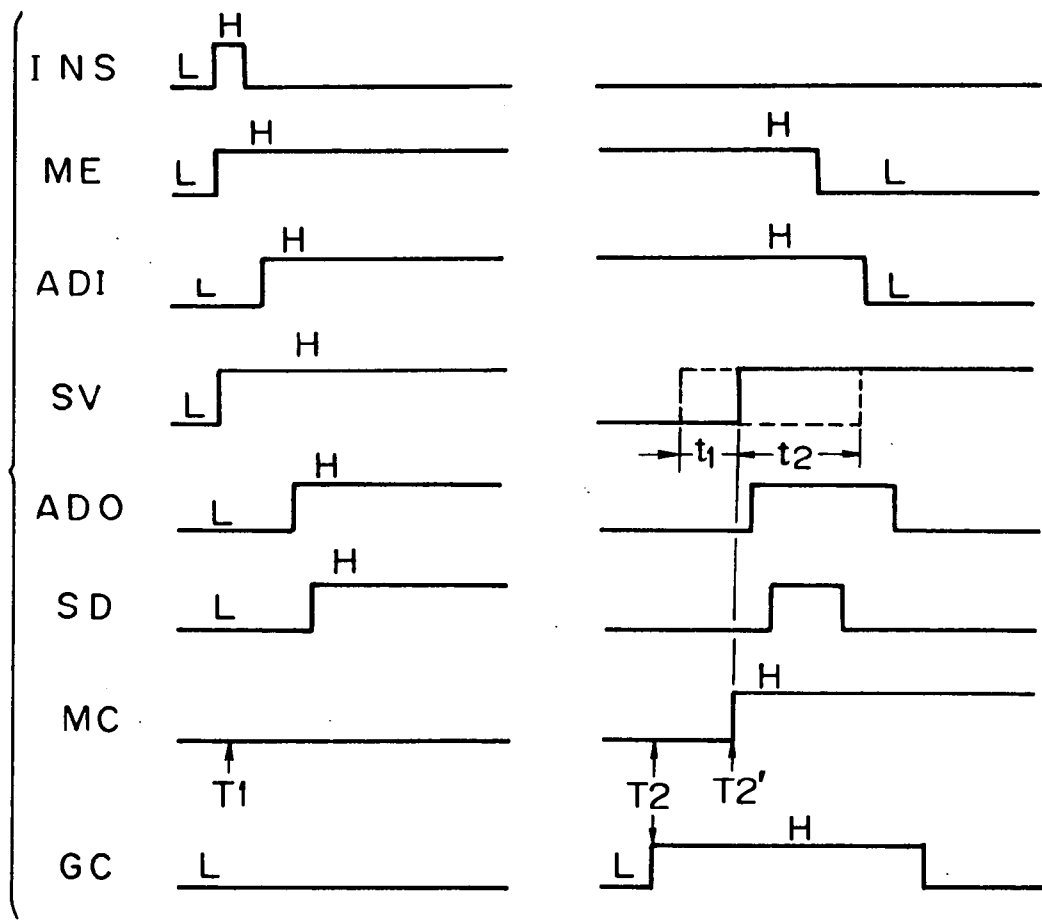 H
INS L
H H
ME L L
H H
ADI L L
H
SV L
t1 t2
H
ADO L
H
SD L
H
MC
T1 T2 T2'
H
GC L L